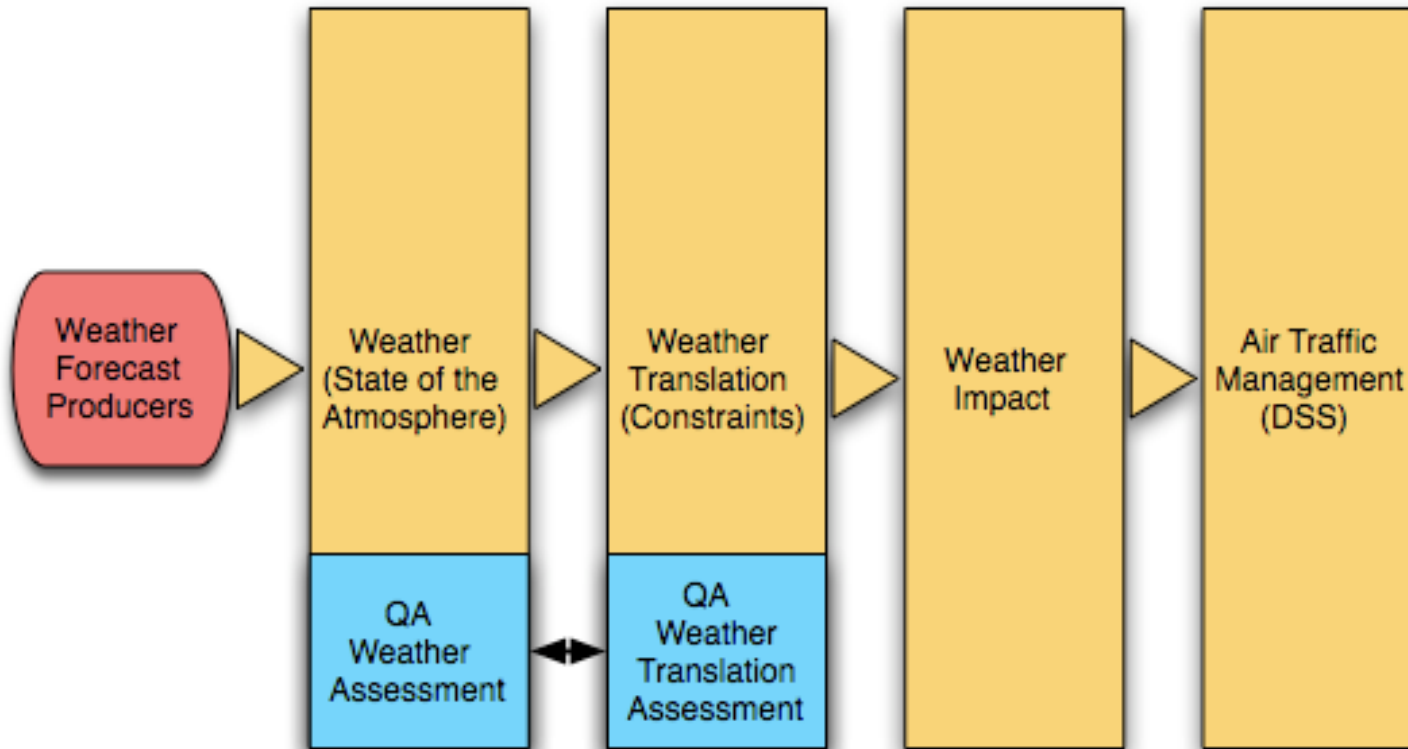 Weather
Forecast
Producers
Weather
(State of the
Atmosphere)
Weather
Translation
(Constraints)
Weather
Impact
Air Traffic
Management
(DSS)
QA
Weather
Assessment
QA
Weather
Translation
Assessment